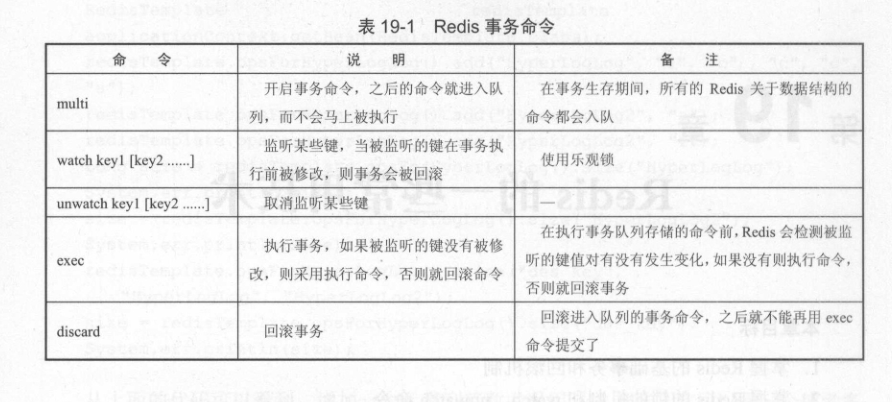 表 19-1 Redis 事务命令
命 令
说 明
备 注
multi
开启事务命令，之后的命令就进入队
列，而不会马上被执行
在事务生存期间，所有的 Redis 关于数据结构的
命令都会入队
watch key1 [key2 ......]
监听某些键，当被监听的键在事务执
行前被修改，则事务会被回滚
使用乐观锁
unwatch key1 [key2 ......]
取消监听某些键
—
exec
执行事务，如果被监听的键没有被修
改，则采用执行命令，否则就回滚命令
在执行事务队列存储的命令前，Redis 会检测被监
听的键值对有没有发生变化，如果没有则执行命令，
否则就回滚事务
discard
回滚事务
回滚进入队列的事务命令，之后就不能再用 exec
命令提交了